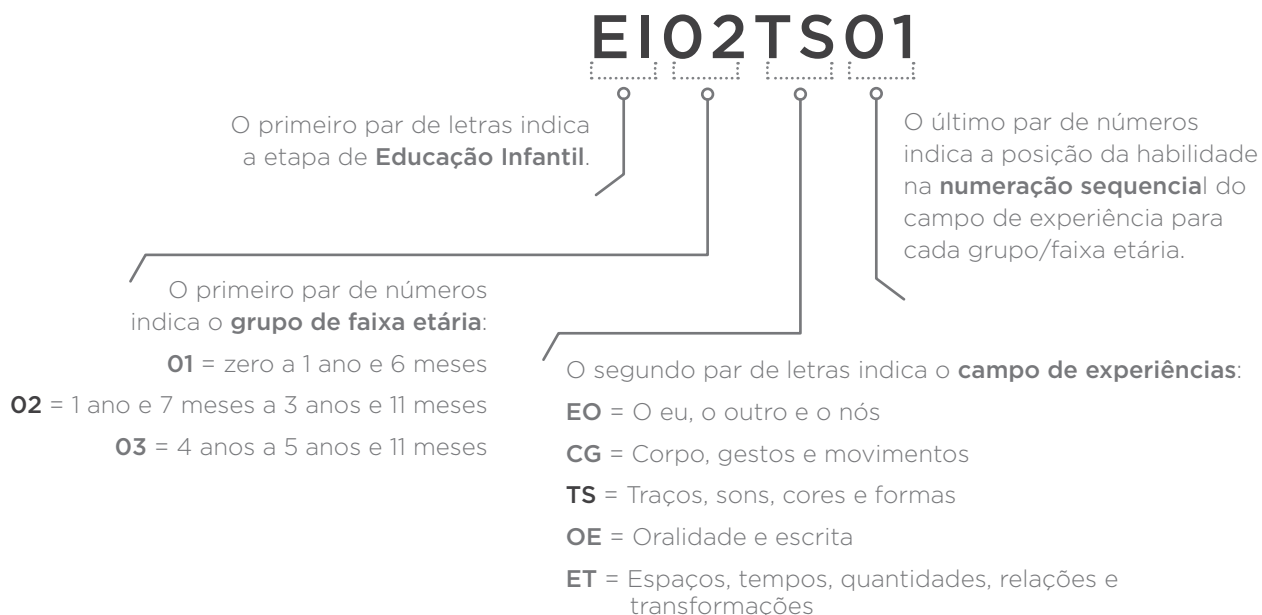 EI02TS01
O primeiro par de letras indica
a etapa de Educação Infantil.
O último par de números
indica a posição da habilidade
na numeração sequencial do
campo de experiência para
cada grupo/faixa etária.
O primeiro par de números
indica o grupo de faixa etária:
01 = zero a 1 ano e 6 meses
02 = 1 ano e 7 meses a 3 anos e 11 meses
03 = 4 anos a 5 anos e 11 meses
O segundo par de letras indica o campo de experiências:
EO = O eu, o outro e o nós
CG = Corpo, gestos e movimentos
TS = Traços, sons, cores e formas
OE = Oralidade e escrita
ET = Espaços, tempos, quantidades, relações e
transformações